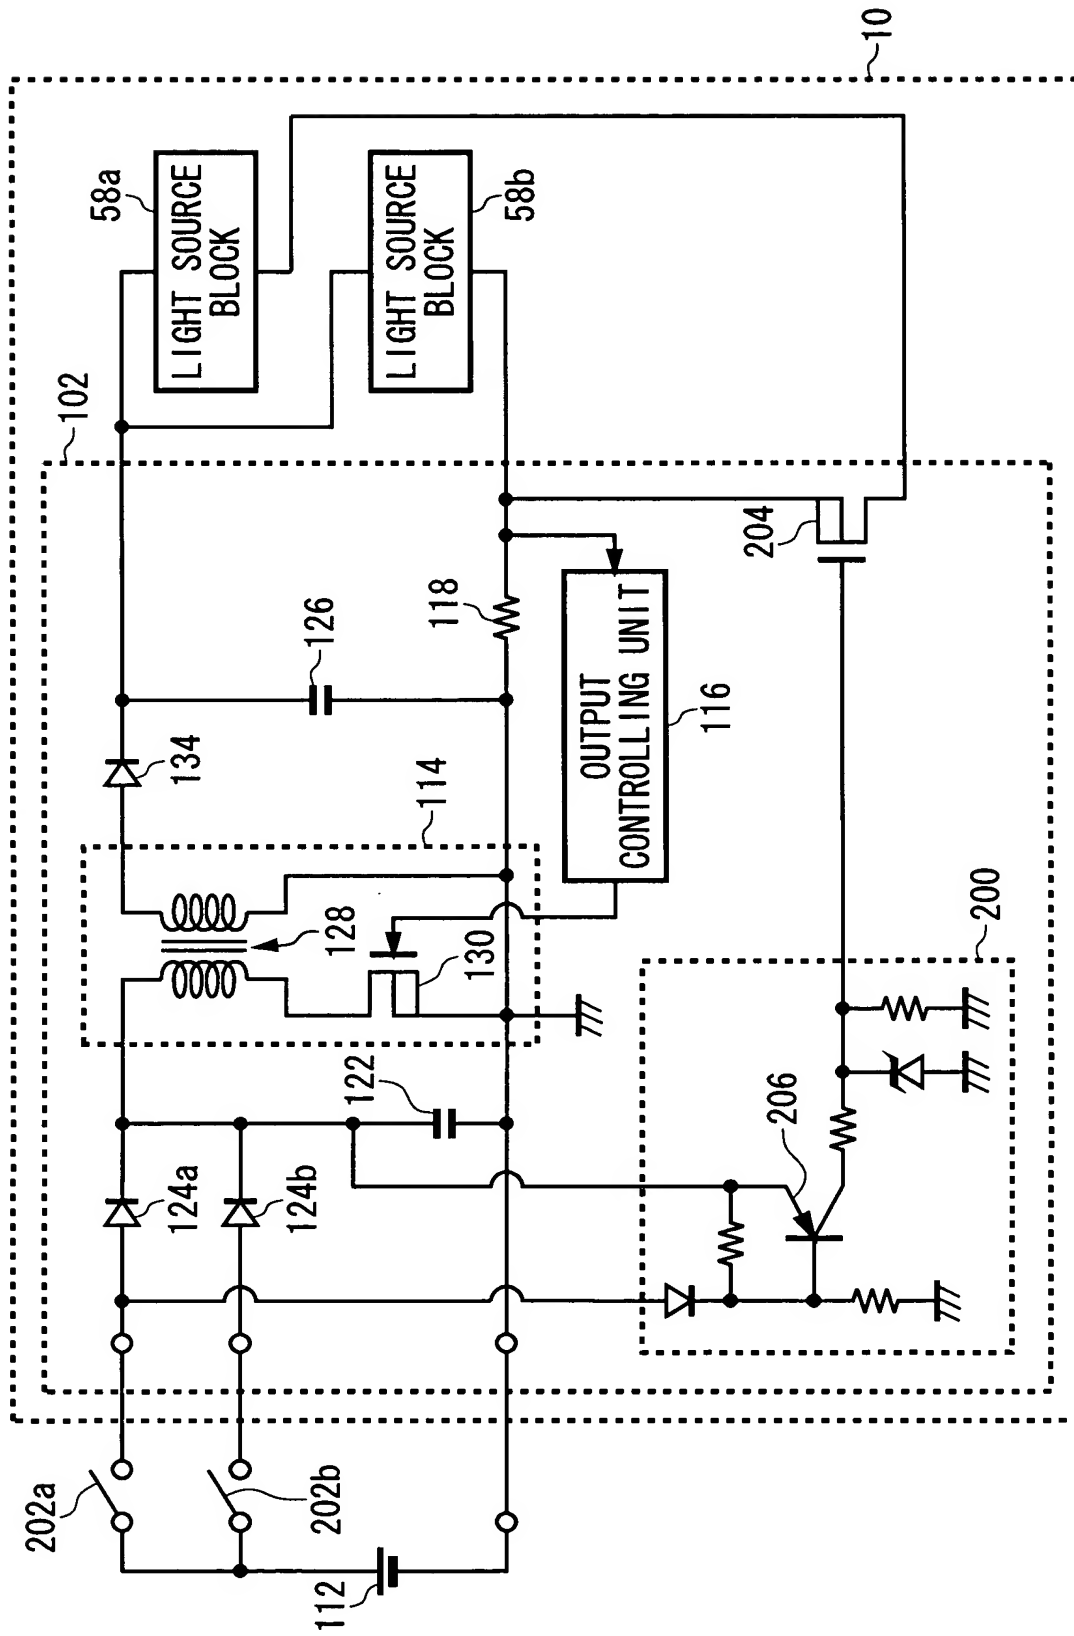 10
102
58a
LIGHT SOURCE
BLOCK
58b
LIGHT SOURCE
BLOCK
134
126
118
204
114
128
130
OUTPUT
CONTROLLING UNIT
116
124a
124b
122
200
206
202a
202b
112